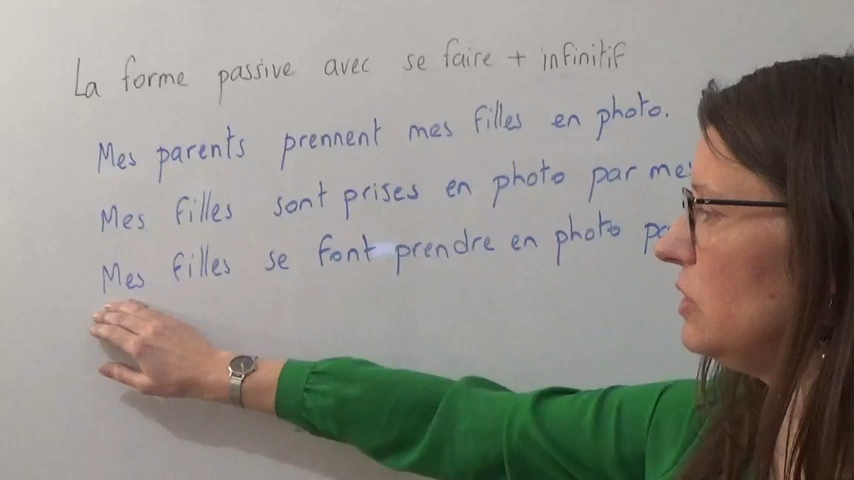 La forme passive avec se faire + infinitif
Mes parents prennent mes filles en photo.
Mes filles sont prises en photo par mes
Mes filles se font prendre en photo pa